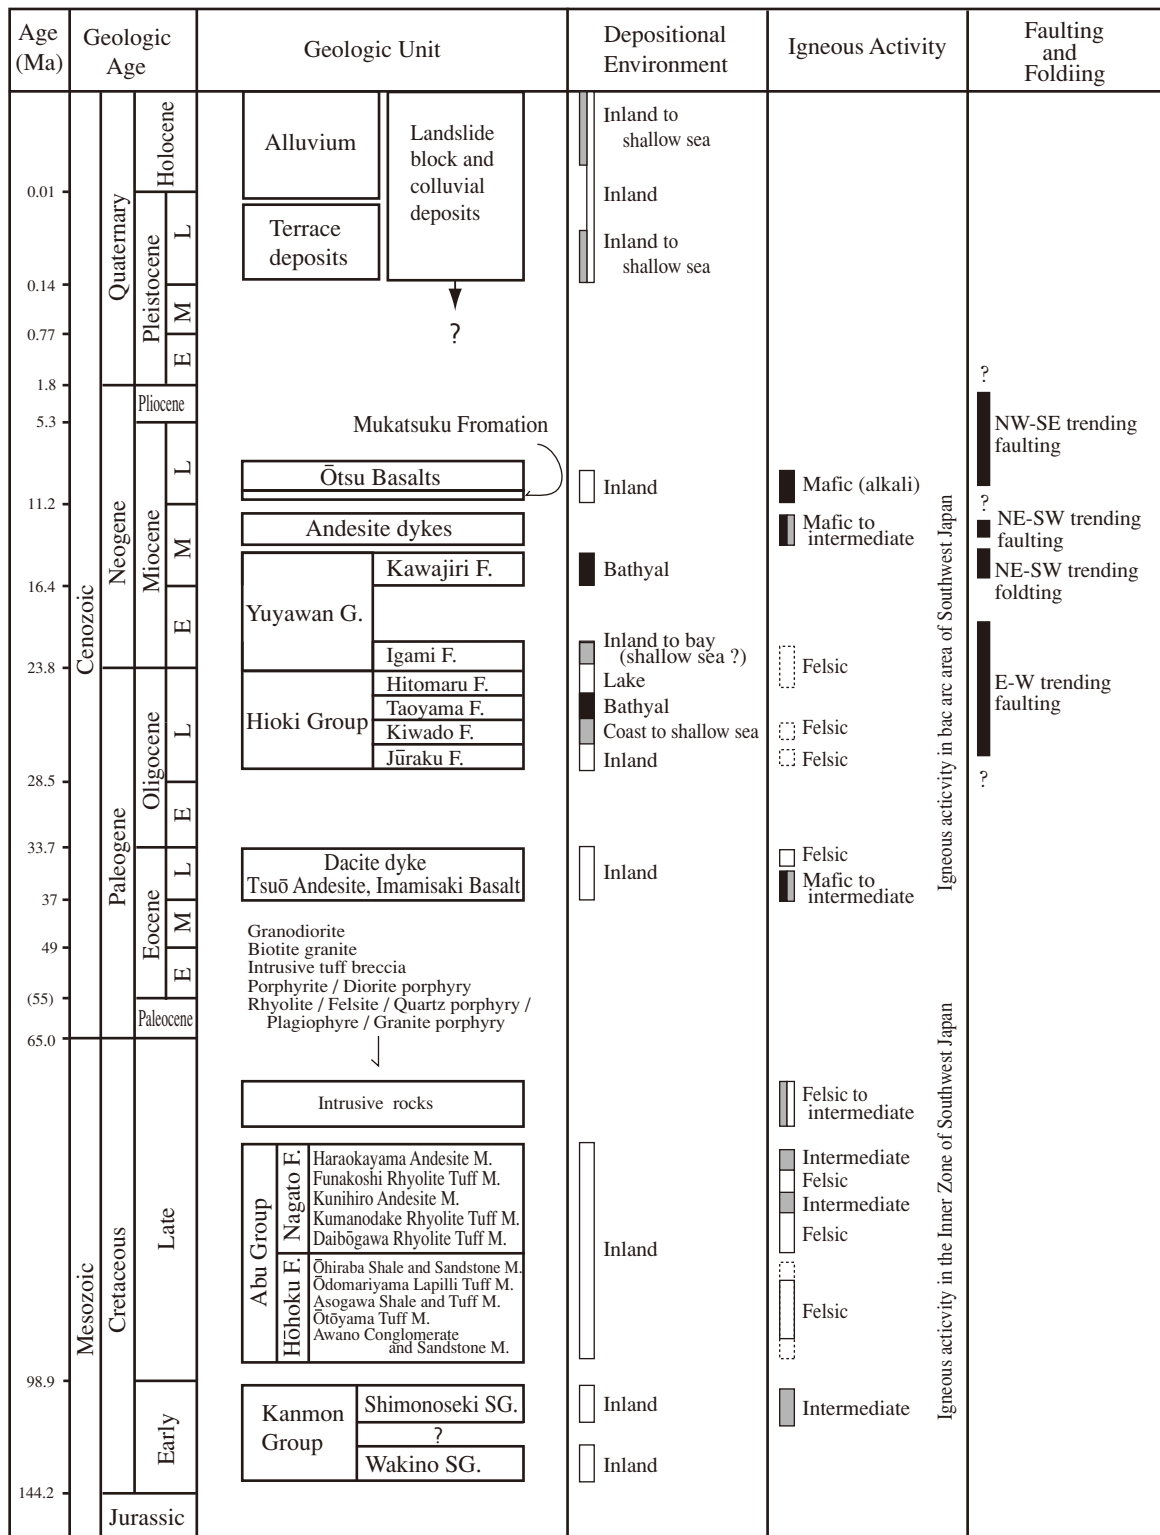 Age
(Ma)
Geologic
Age
Geologic Unit
Depositional
Environment
Igneous Activity
Faulting
and
Foldiing
0.01
0.14
0.77
1.8
5.3
11.2
16.4
23.8
28.5
33.7
37
49
(55)
65.0
98.9
144.2
Cenozoic
Mesozoic
Quaternary
Neogene
Paleogene
Cretaceous
Jurassic
Holocene
Pleistocene
L
M
E
Pliocene
Miocene
L
M
E
Oligocene
L
E
Eocene
L
M
E
Paleocene
Late
Early
Alluvium
Terrace
deposits
Landslide
block and
colluvial
deposits
?
Mukatsuku Fromation
Ōtsu Basalts
Andesite dykes
Yuyawan G.
Kawajiri F.
Igami F.
Hioki Group
Hitomaru F.
Taoyama F.
Kiwado F.
Jūraku F.
Dacite dyke
Tsuō Andesite, Imamisaki Basalt
Granodiorite
Biotite granite
Intrusive tuff breccia
Porphyrite / Diorite porphyry
Rhyolite / Felsite / Quartz porphyry /
Plagiophyre / Granite porphyry
Intrusive rocks
Abu Group
Nagato F.
Haraokayama Andesite M.
Funakoshi Rhyolite Tuff M.
Kunihiro Andesite M.
Kumanodake Rhyolite Tuff M.
Daibōgawa Rhyolite Tuff M.
Hōhoku F.
Ōhiraba Shale and Sandstone M.
Ōdomariyama Lapilli Tuff M.
Asogawa Shale and Tuff M.
Ōtōyama Tuff M.
Awano Conglomerate
and Sandstone M.
Kanmon
Group
Shimonoseki SG.
?
Wakino SG.
Inland to
shallow sea
Inland
Inland to
shallow sea
Inland
Bathyal
Inland to bay
(shallow sea ?)
Lake
Bathyal
Coast to shallow sea
Inland
Inland
Inland
Inland
Inland
Mafic (alkali)
Mafic to
intermediate
Felsic
Felsic
Felsic
Felsic
Mafic to
intermediate
Felsic to
intermediate
Intermediate
Felsic
Intermediate
Felsic
Felsic
Intermediate
Igneous acticvity in bac arc area of Southwest Japan
Igneous acticvity in the Inner Zone of Southwest Japan
?
NW-SE trending
faulting
?
NE-SW trending
faulting
NE-SW trending
foldting
E-W trending
faulting
?